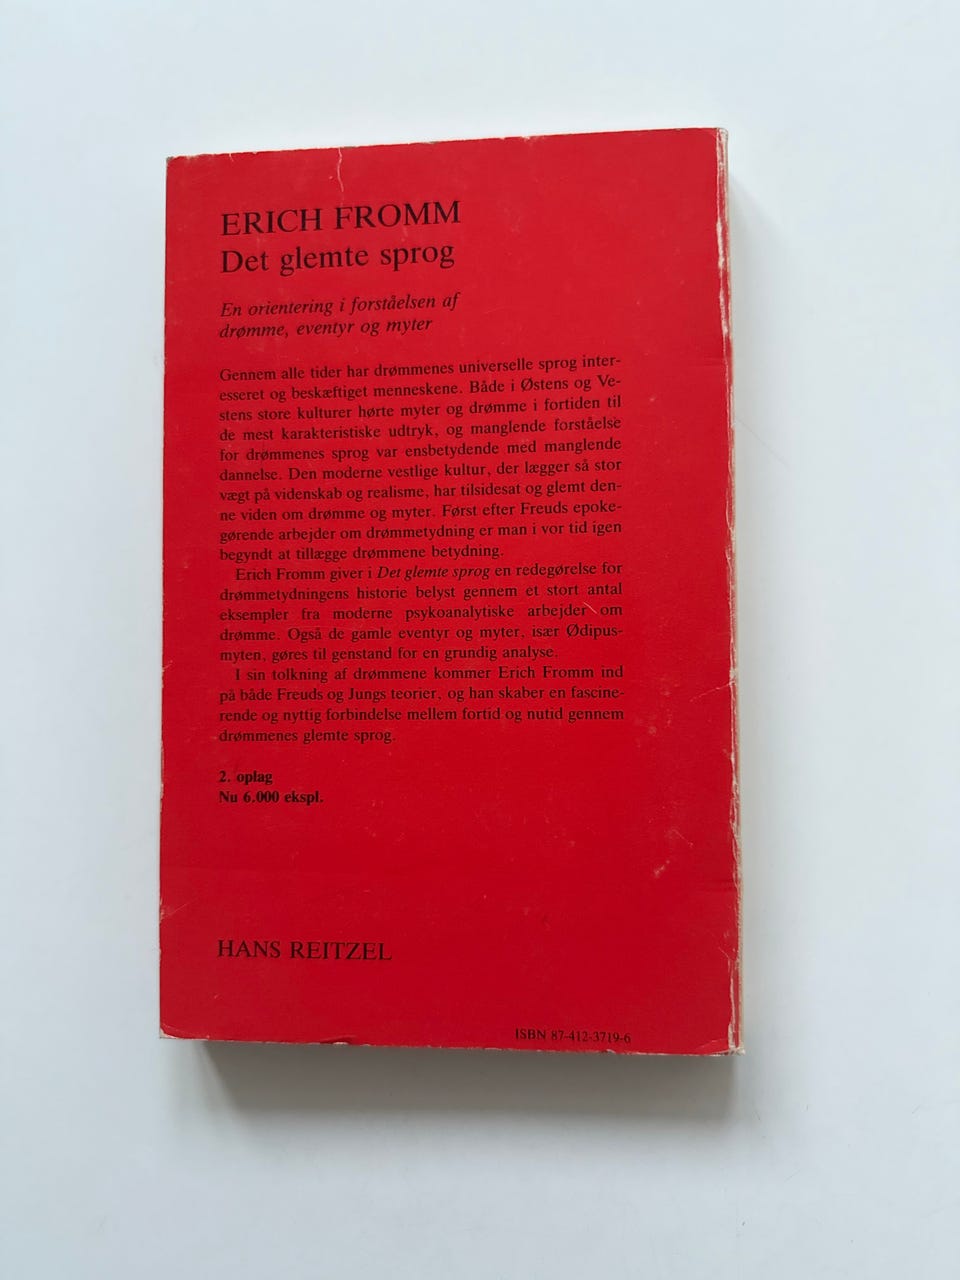 ERICH FROMM
Det glemte sprog
En orientering i forståelsen af
drømme, eventyr og myter
Gennem alle tider har drømmenes universelle sprog inter-
esseret og beskæftiget menneskene. Både i Østens og Ve-
stens store kulturer hørte myter og drømme i fortiden til
de mest karakteristiske udtryk, og manglende forståelse
for drømmenes sprog var ensbetydende med manglende
dannelse. Den moderne vestlige kultur, der lægger så stor
vægt på videnskab og realisme, har tilsidesat og glemt den-
ne viden om drømme og myter. Først efter Freuds epoke-
gørende arbejder om drømmetydning er man i vor tid igen
begyndt at tillægge drømmene betydning.
Erich Fromm giver i Det glemte sprog en redegørelse for
drømmetydningens historie belyst gennem et stort antal
eksempler fra moderne psykoanalytiske arbejder om
drømme. Også de gamle eventyr og myter, især Ødipus-
myten, gøres til genstand for en grundig analyse.
I sin tolkning af drømmene kommer Erich Fromm ind
på både Freuds og Jungs teorier, og han skaber en fascine-
rende og nyttig forbindelse mellem fortid og nutid gennem
drømmenes glemte sprog.
2. oplag
Nu 6.000 ekspl.
HANS REITZEL
ISBN 87-412-3719-6